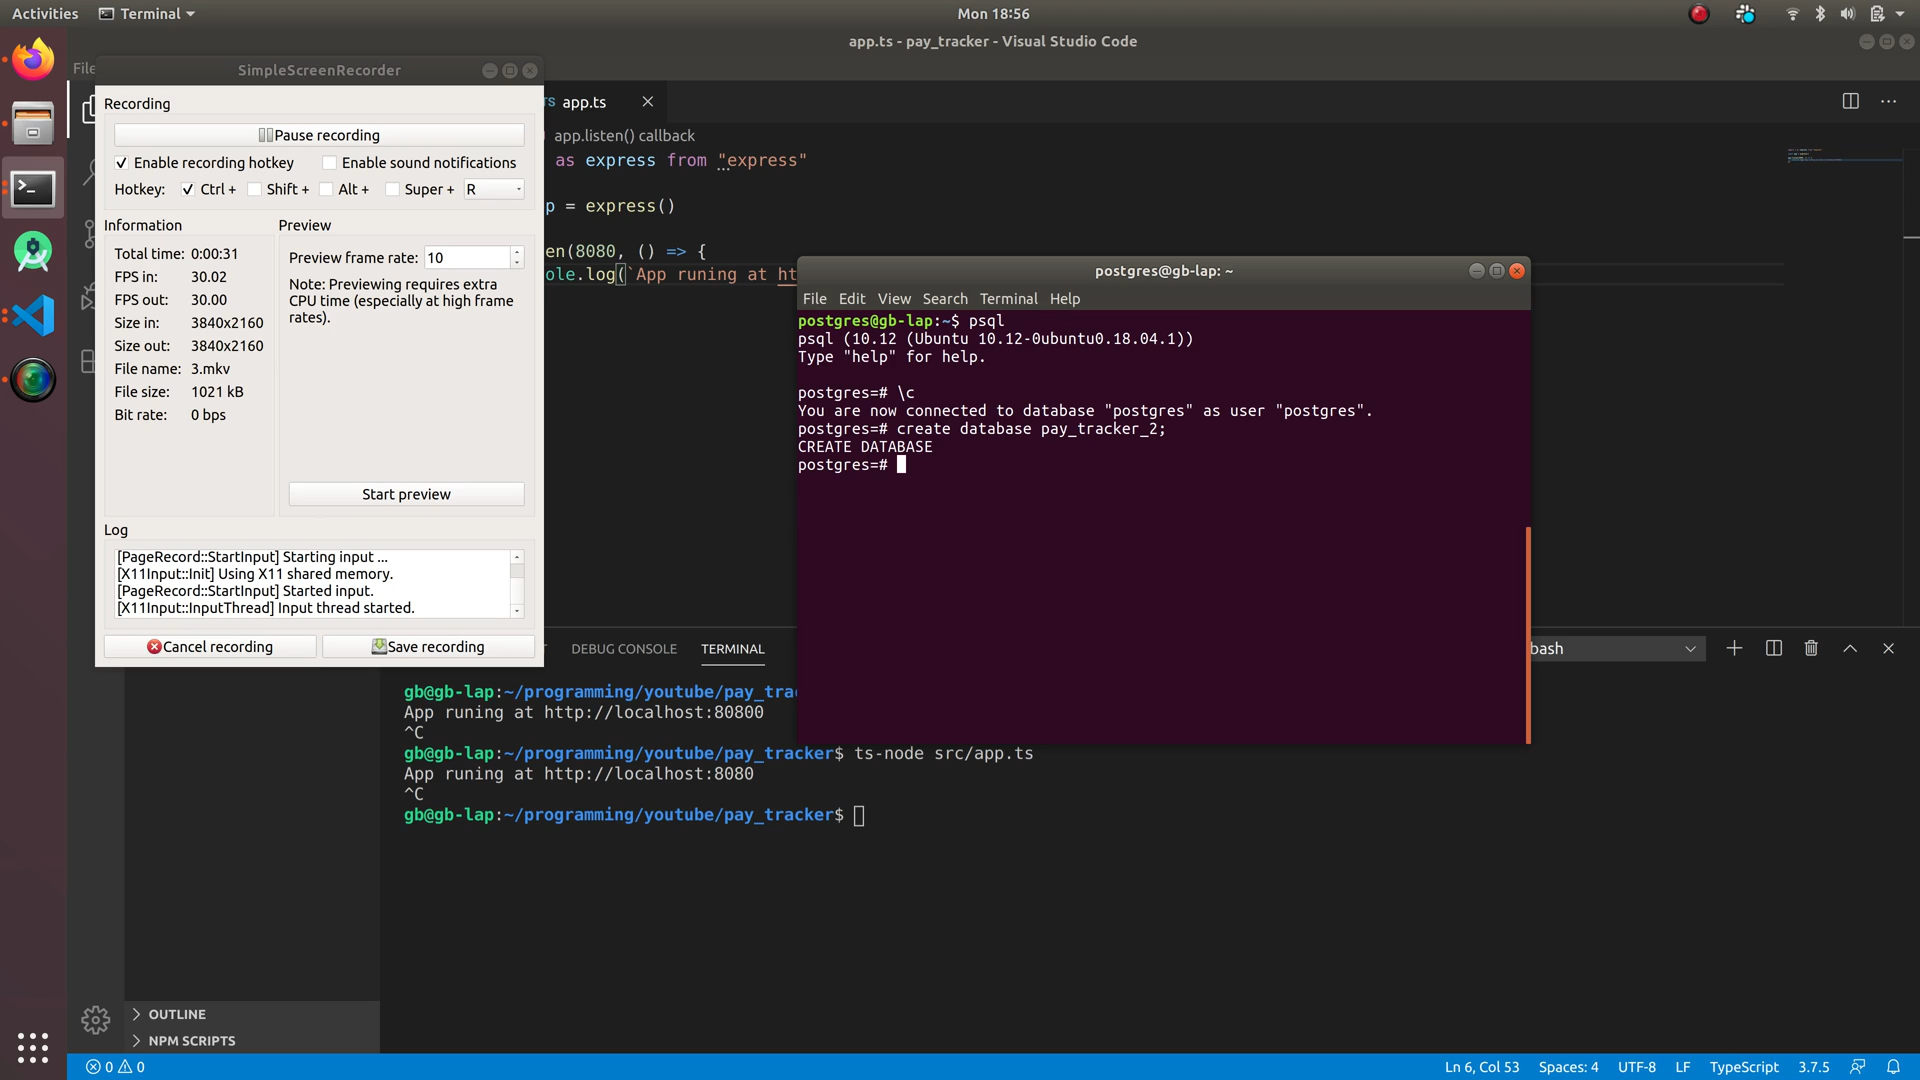 Activities
Terminal
Mon 18:56
app.ts - pay_tracker - Visual Studio Code
File
SimpleScreenRecorder
Recording
Pause recording
Enable recording hotkey
Enable sound notifications
Hotkey: Ctrl + Shift + Alt + Super + R
Information
Total time: 0:00:31
FPS in: 30.02
FPS out: 30.00
Size in: 3840x2160
Size out: 3840x2160
File name: 3.mkv
File size: 1021 kB
Bit rate: 0 bps
Preview
Preview frame rate: 10
Note: Previewing requires extra
CPU time (especially at high frame
rates).
Start preview
Log
[PageRecord::StartInput] Starting input ...
[X11Input::Init] Using X11 shared memory.
[PageRecord::StartInput] Started input.
[X11Input::InputThread] Input thread started.
Cancel recording
Save recording
TS app.ts
app.listen() callback
as express from "express"
p = express()
en(8080, () => {
ole.log(`App runing at ht
postgres@gb-lap: ~
File Edit View Search Terminal Help
postgres@gb-lap:~$ psql
psql (10.12 (Ubuntu 10.12-0ubuntu0.18.04.1))
Type "help" for help.
postgres=# \c
You are now connected to database "postgres" as user "postgres".
postgres=# create database pay_tracker_2;
CREATE DATABASE
postgres=#
DEBUG CONSOLE
TERMINAL
bash
gb@gb-lap:~/programming/youtube/pay_trac
App runing at http://localhost:80800
^C
gb@gb-lap:~/programming/youtube/pay_tracker$ ts-node src/app.ts
App runing at http://localhost:8080
^C
gb@gb-lap:~/programming/youtube/pay_tracker$
OUTLINE
NPM SCRIPTS
0 0
Ln 6, Col 53
Spaces: 4
UTF-8
LF
TypeScript
3.7.5